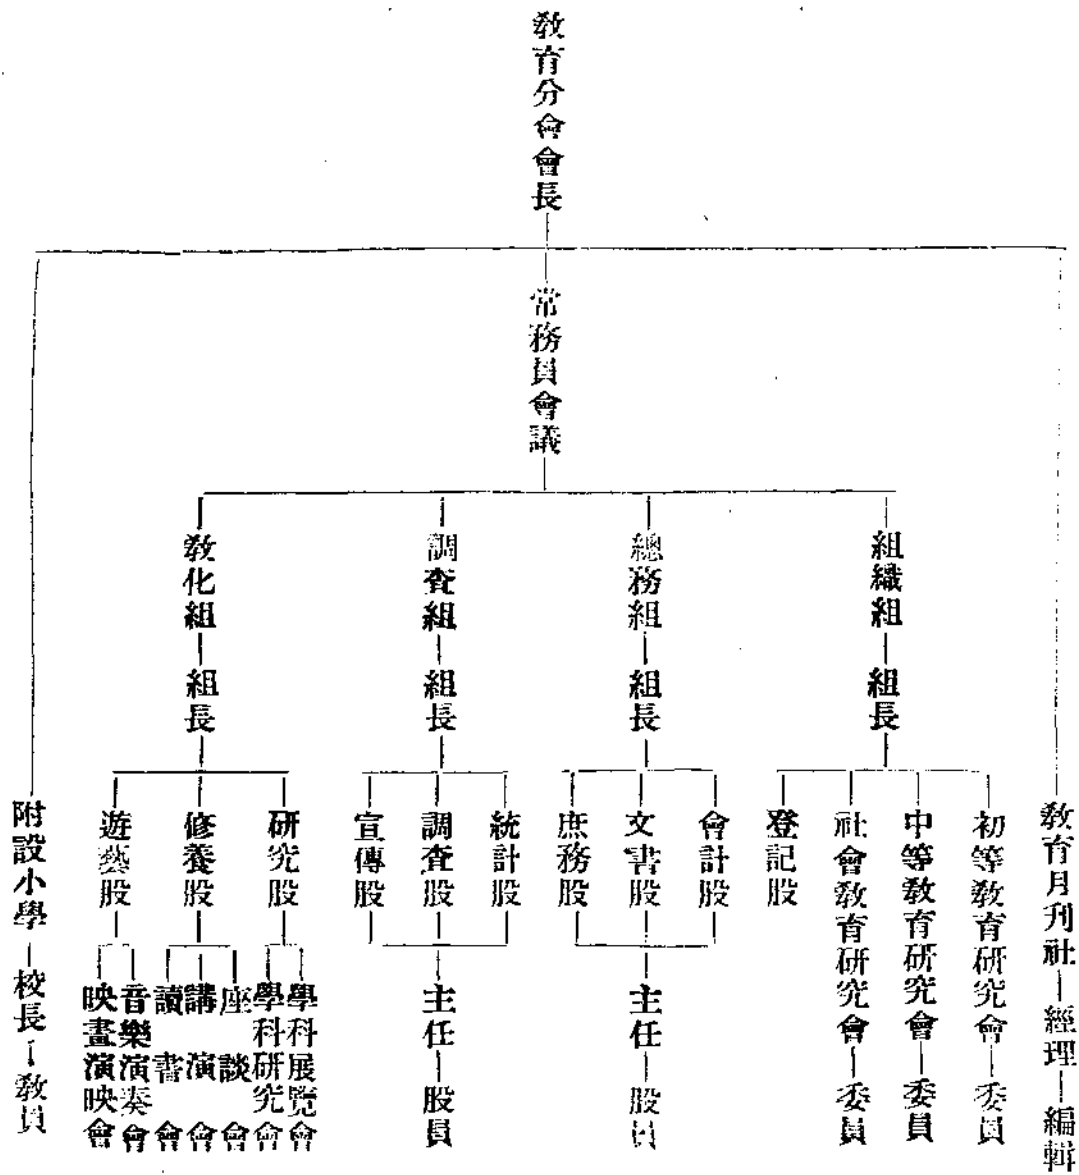 教育分會會長
常務員會議
教育月刊社
經理
編輯
組織組
組長
初等教育研究會
委員
中等教育研究會
委員
社會教育研究會
委員
登記股
總務組
組長
會計股
文書股
庶務股
主任
股員
調查組
組長
統計股
調查股
宣傳股
主任
股員
教化組
組長
研究股
學科展覽會
學科研究會
修養股
座談會
講演會
讀書會
遊藝股
音樂演奏會
映畫演映會
附設小學
校長
教員